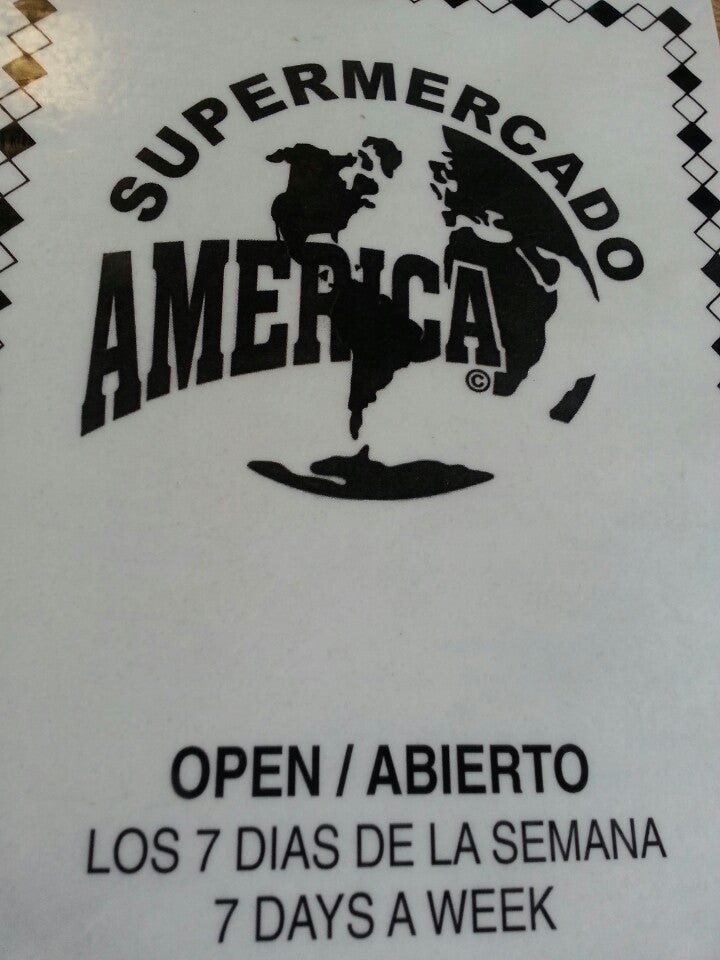 SUPERMERCADO
AMERICA
©
OPEN / ABIERTO
LOS 7 DIAS DE LA SEMANA
7 DAYS A WEEK